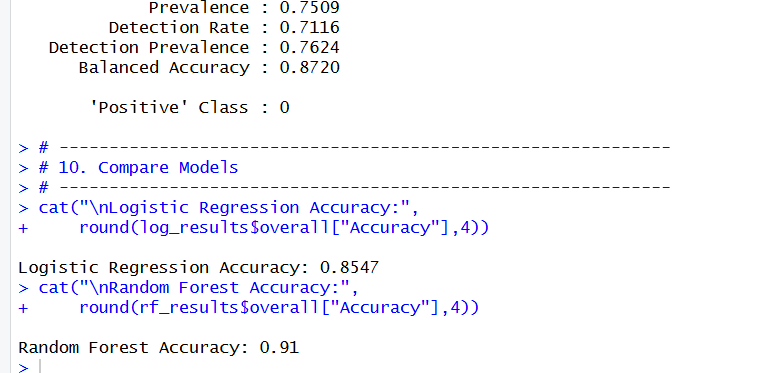 Prevalence : 0.7509
Detection Rate : 0.7116
Detection Prevalence : 0.7624
Balanced Accuracy : 0.8720
'Positive' Class : 0
> # -------------------------------------------------------------
> # 10. Compare Models
> # -------------------------------------------------------------
> cat("\nLogistic Regression Accuracy:",
+     round(log_results$overall["Accuracy"],4))
Logistic Regression Accuracy: 0.8547
> cat("\nRandom Forest Accuracy:",
+     round(rf_results$overall["Accuracy"],4))
Random Forest Accuracy: 0.91
>